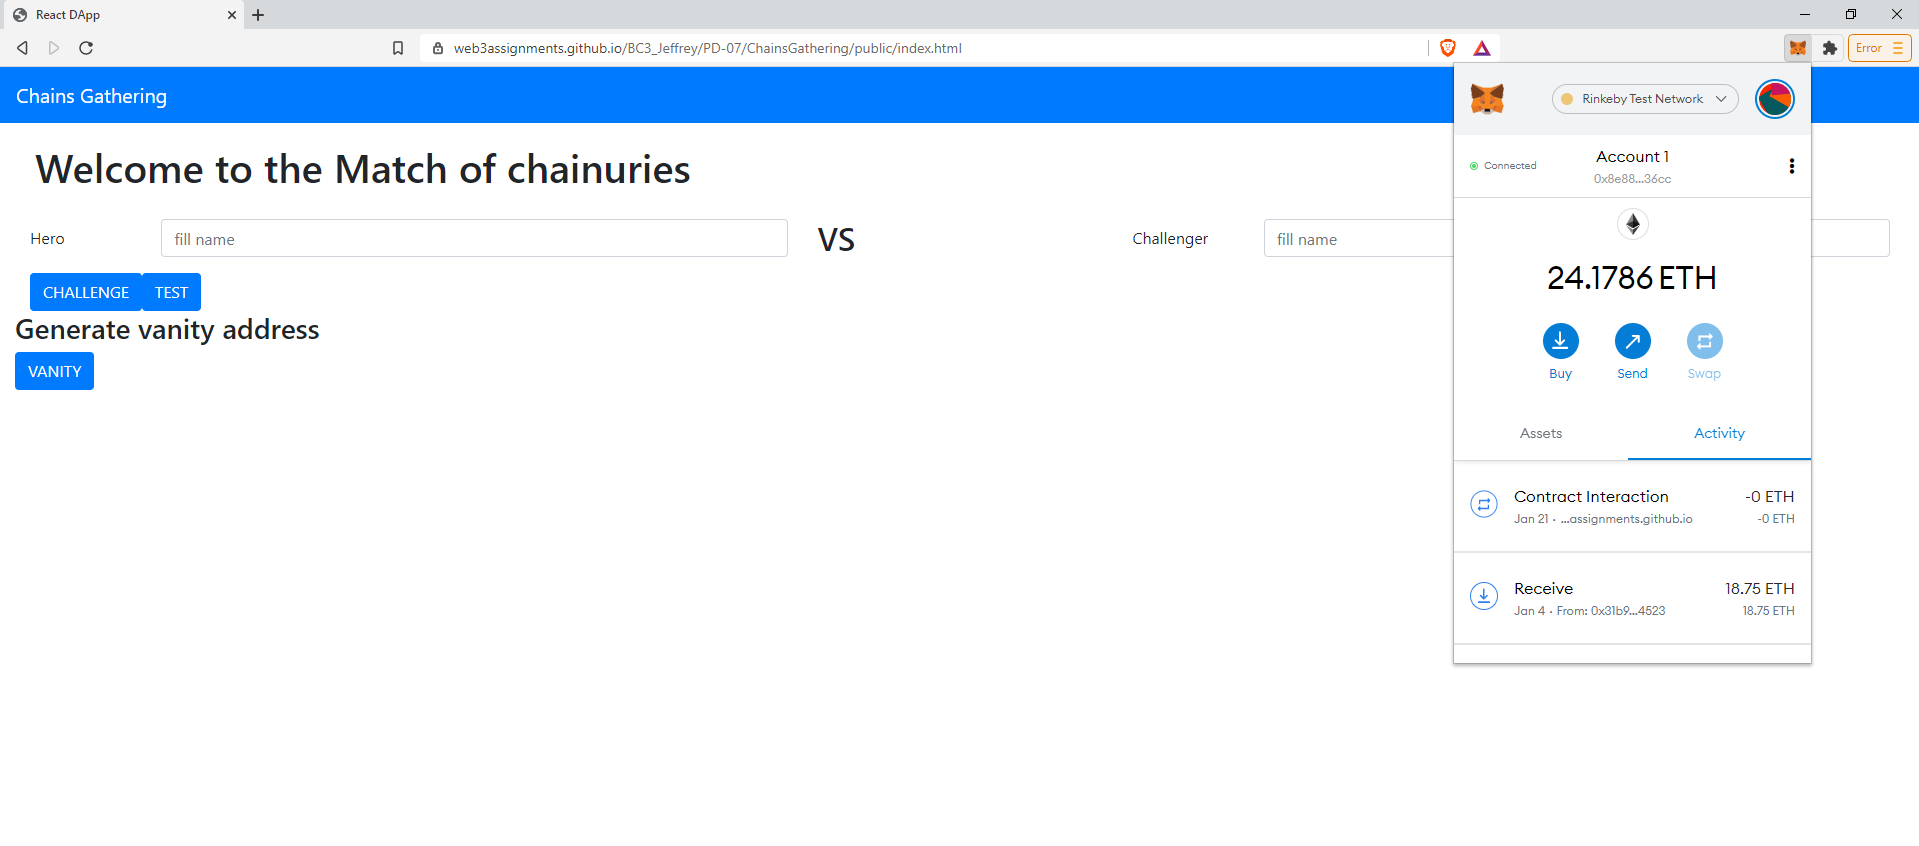 React DApp
web3assignments.github.io/BC3_Jeffrey/PD-07/ChainsGathering/public/index.html
Error
Chains Gathering
Welcome to the Match of chainuries
Hero
fill name
VS
Challenger
fill name
CHALLENGE
TEST
Generate vanity address
VANITY
Rinkeby Test Network
Connected
Account 1
0x8e88...36cc
24.1786 ETH
Buy
Send
Swap
Assets
Activity
Contract Interaction
-0 ETH
Jan 21 · ...assignments.github.io
-0 ETH
Receive
18.75 ETH
Jan 4 · From: 0x31b9...4523
18.75 ETH